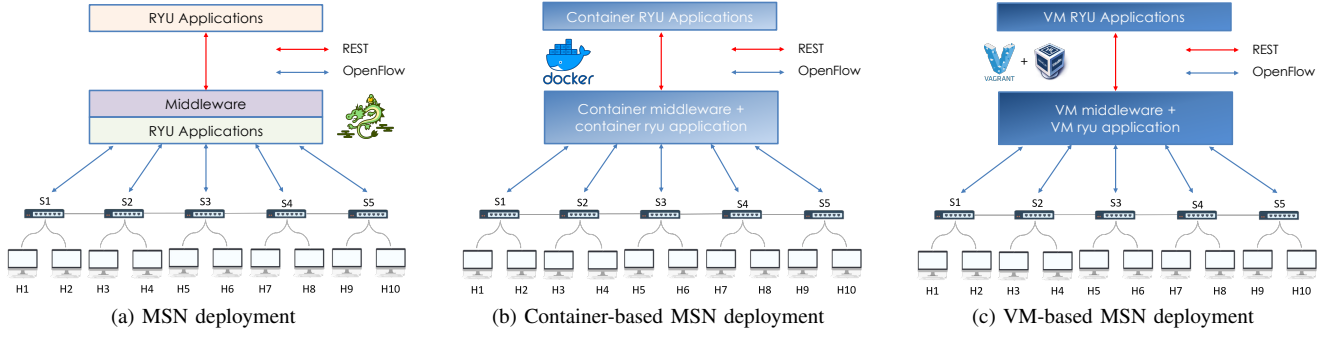 RYU Applications
REST
OpenFlow
Middleware
RYU Applications
S1 S2 S3 S4 S5
H1 H2 H3 H4 H5 H6 H7 H8 H9 H10
(a) MSN deployment
Container RYU Applications
docker
REST
OpenFlow
Container middleware +
container ryu application
S1 S2 S3 S4 S5
H1 H2 H3 H4 H5 H6 H7 H8 H9 H10
(b) Container-based MSN deployment
VM RYU Applications
VAGRANT +
REST
OpenFlow
VM middleware +
VM ryu application
S1 S2 S3 S4 S5
H1 H2 H3 H4 H5 H6 H7 H8 H9 H10
(c) VM-based MSN deployment